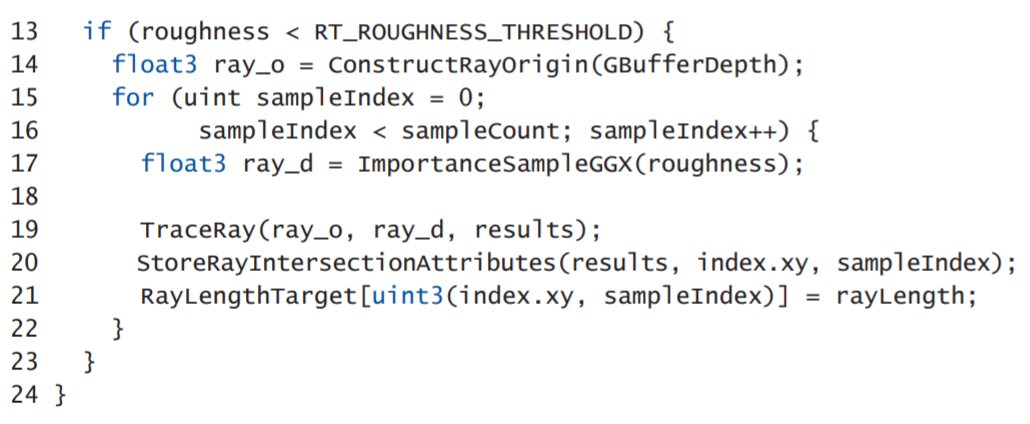 13 if (roughness < RT_ROUGHNESS_THRESHOLD) {
14 float3 ray_o = ConstructRayOrigin(GBufferDepth);
15 for (uint sampleIndex = 0;
16 sampleIndex < sampleCount; sampleIndex++) {
17 float3 ray_d = ImportanceSampleGGX(roughness);
18
19 TraceRay(ray_o, ray_d, results);
20 StoreRayIntersectionAttributes(results, index.xy, sampleIndex);
21 RayLengthTarget[uint3(index.xy, sampleIndex)] = rayLength;
22 }
23 }
24 }